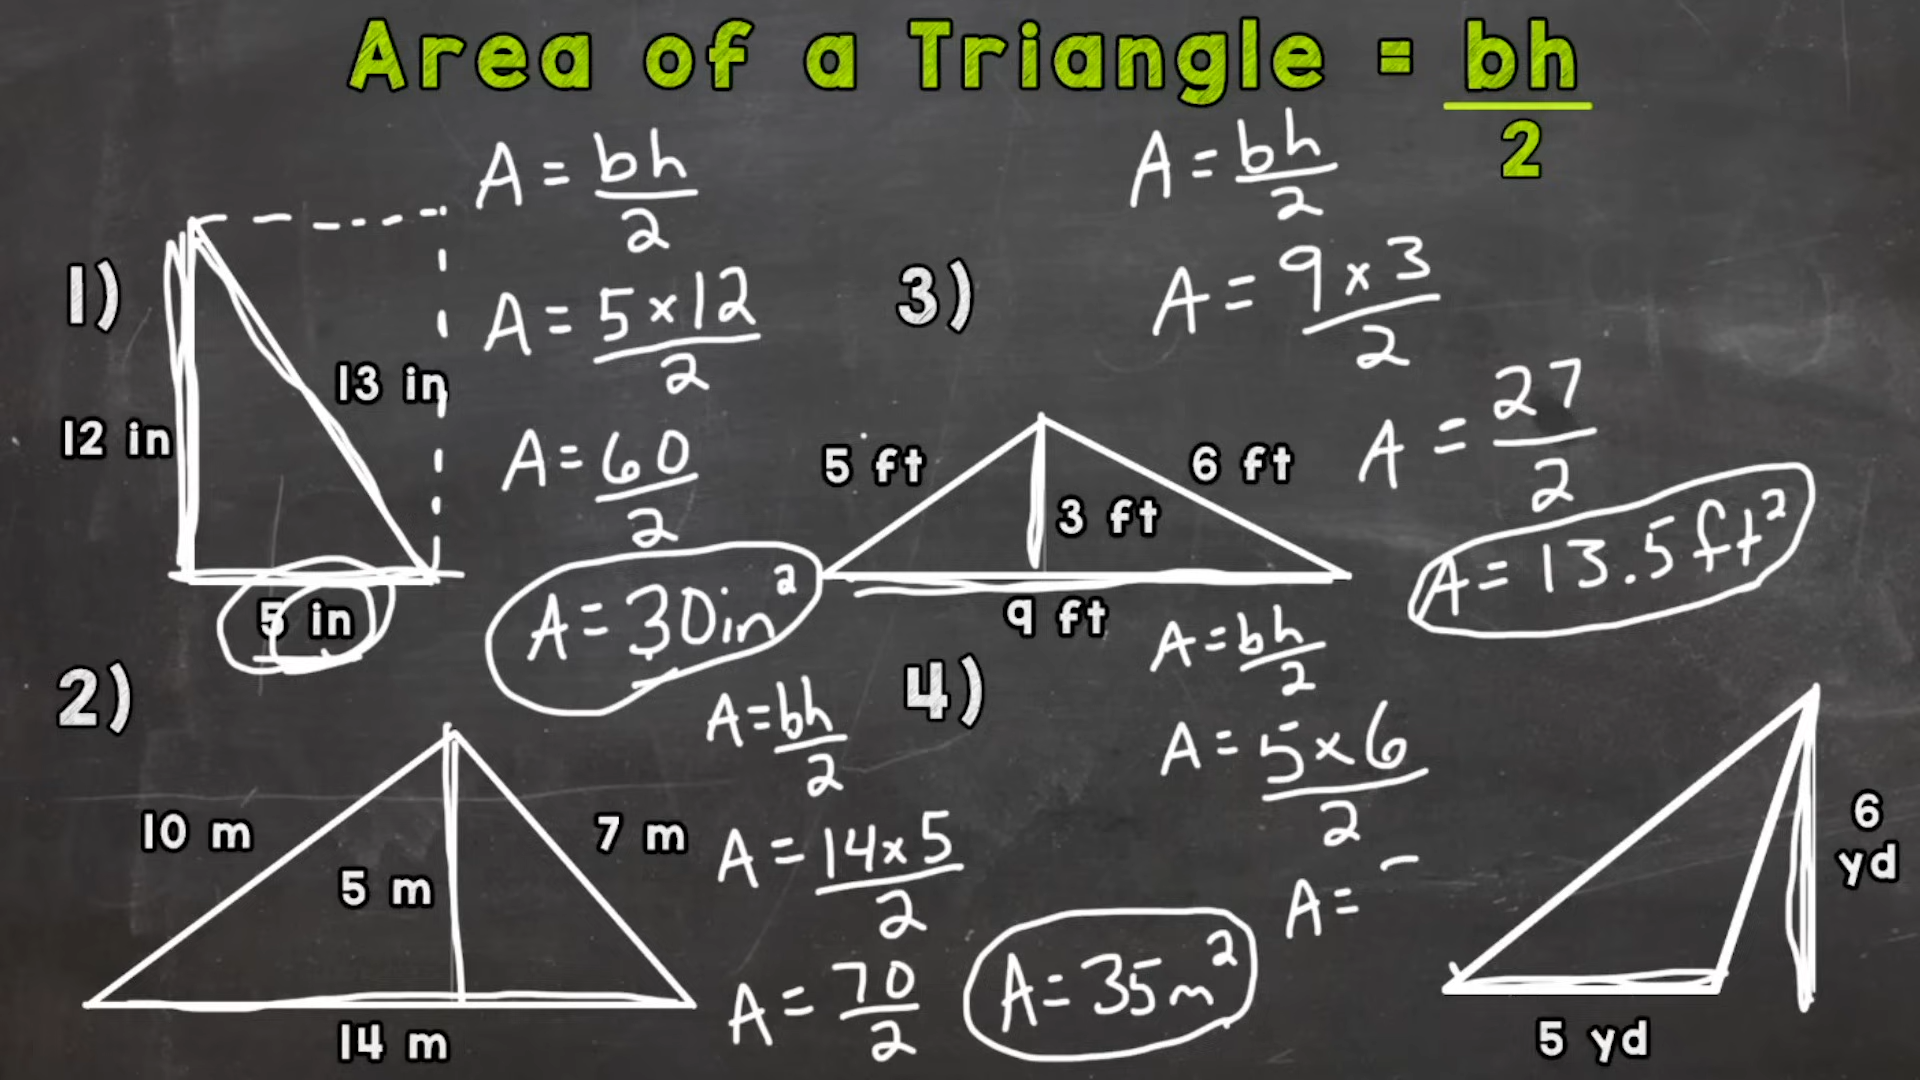 Area of a Triangle = bh
2
1)
12 in
13 in
5 in
A = bh
2
A = 5 x 12
2
A = 60
2
A = 30in²
2)
10 m
5 m
7 m
14 m
A = bh
2
A = 14 x 5
2
A = 70
2
A = 35m²
3)
5 ft
3 ft
6 ft
9 ft
A = bh
2
A = 9 x 3
2
A = 27
2
A = 13.5 ft²
4)
A = bh
2
A = 5 x 6
2
A =
6
yd
5 yd